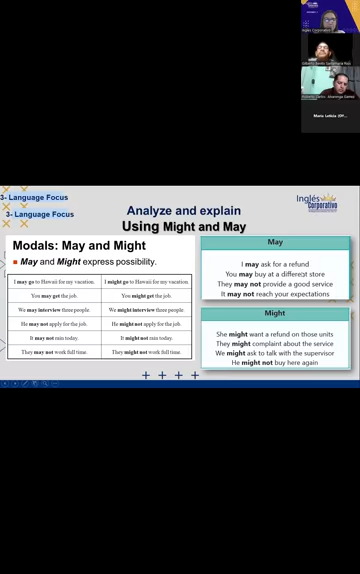 Inglés Corporativo
María Leticia (OY...
3- Language Focus
3- Language Focus
Analyze and explain
Using Might and May
Inglés
Corporativo
Modals: May and Might
May and Might express possibility.
I may go to Hawaii for my vacation.
I might go to Hawaii for my vacation.
You may get the job.
You might get the job.
We may interview three people.
We might interview three people.
He may not apply for the job.
He might not apply for the job.
It may not rain today.
It might not rain today.
They may not work full time.
They might not work full time.
May
I may ask for a refund
You may buy at a different store
They may not provide a good service
It may not reach your expectations
Might
She might want a refund on those units
They might complaint about the service
We might ask to talk with the supervisor
He might not buy here again